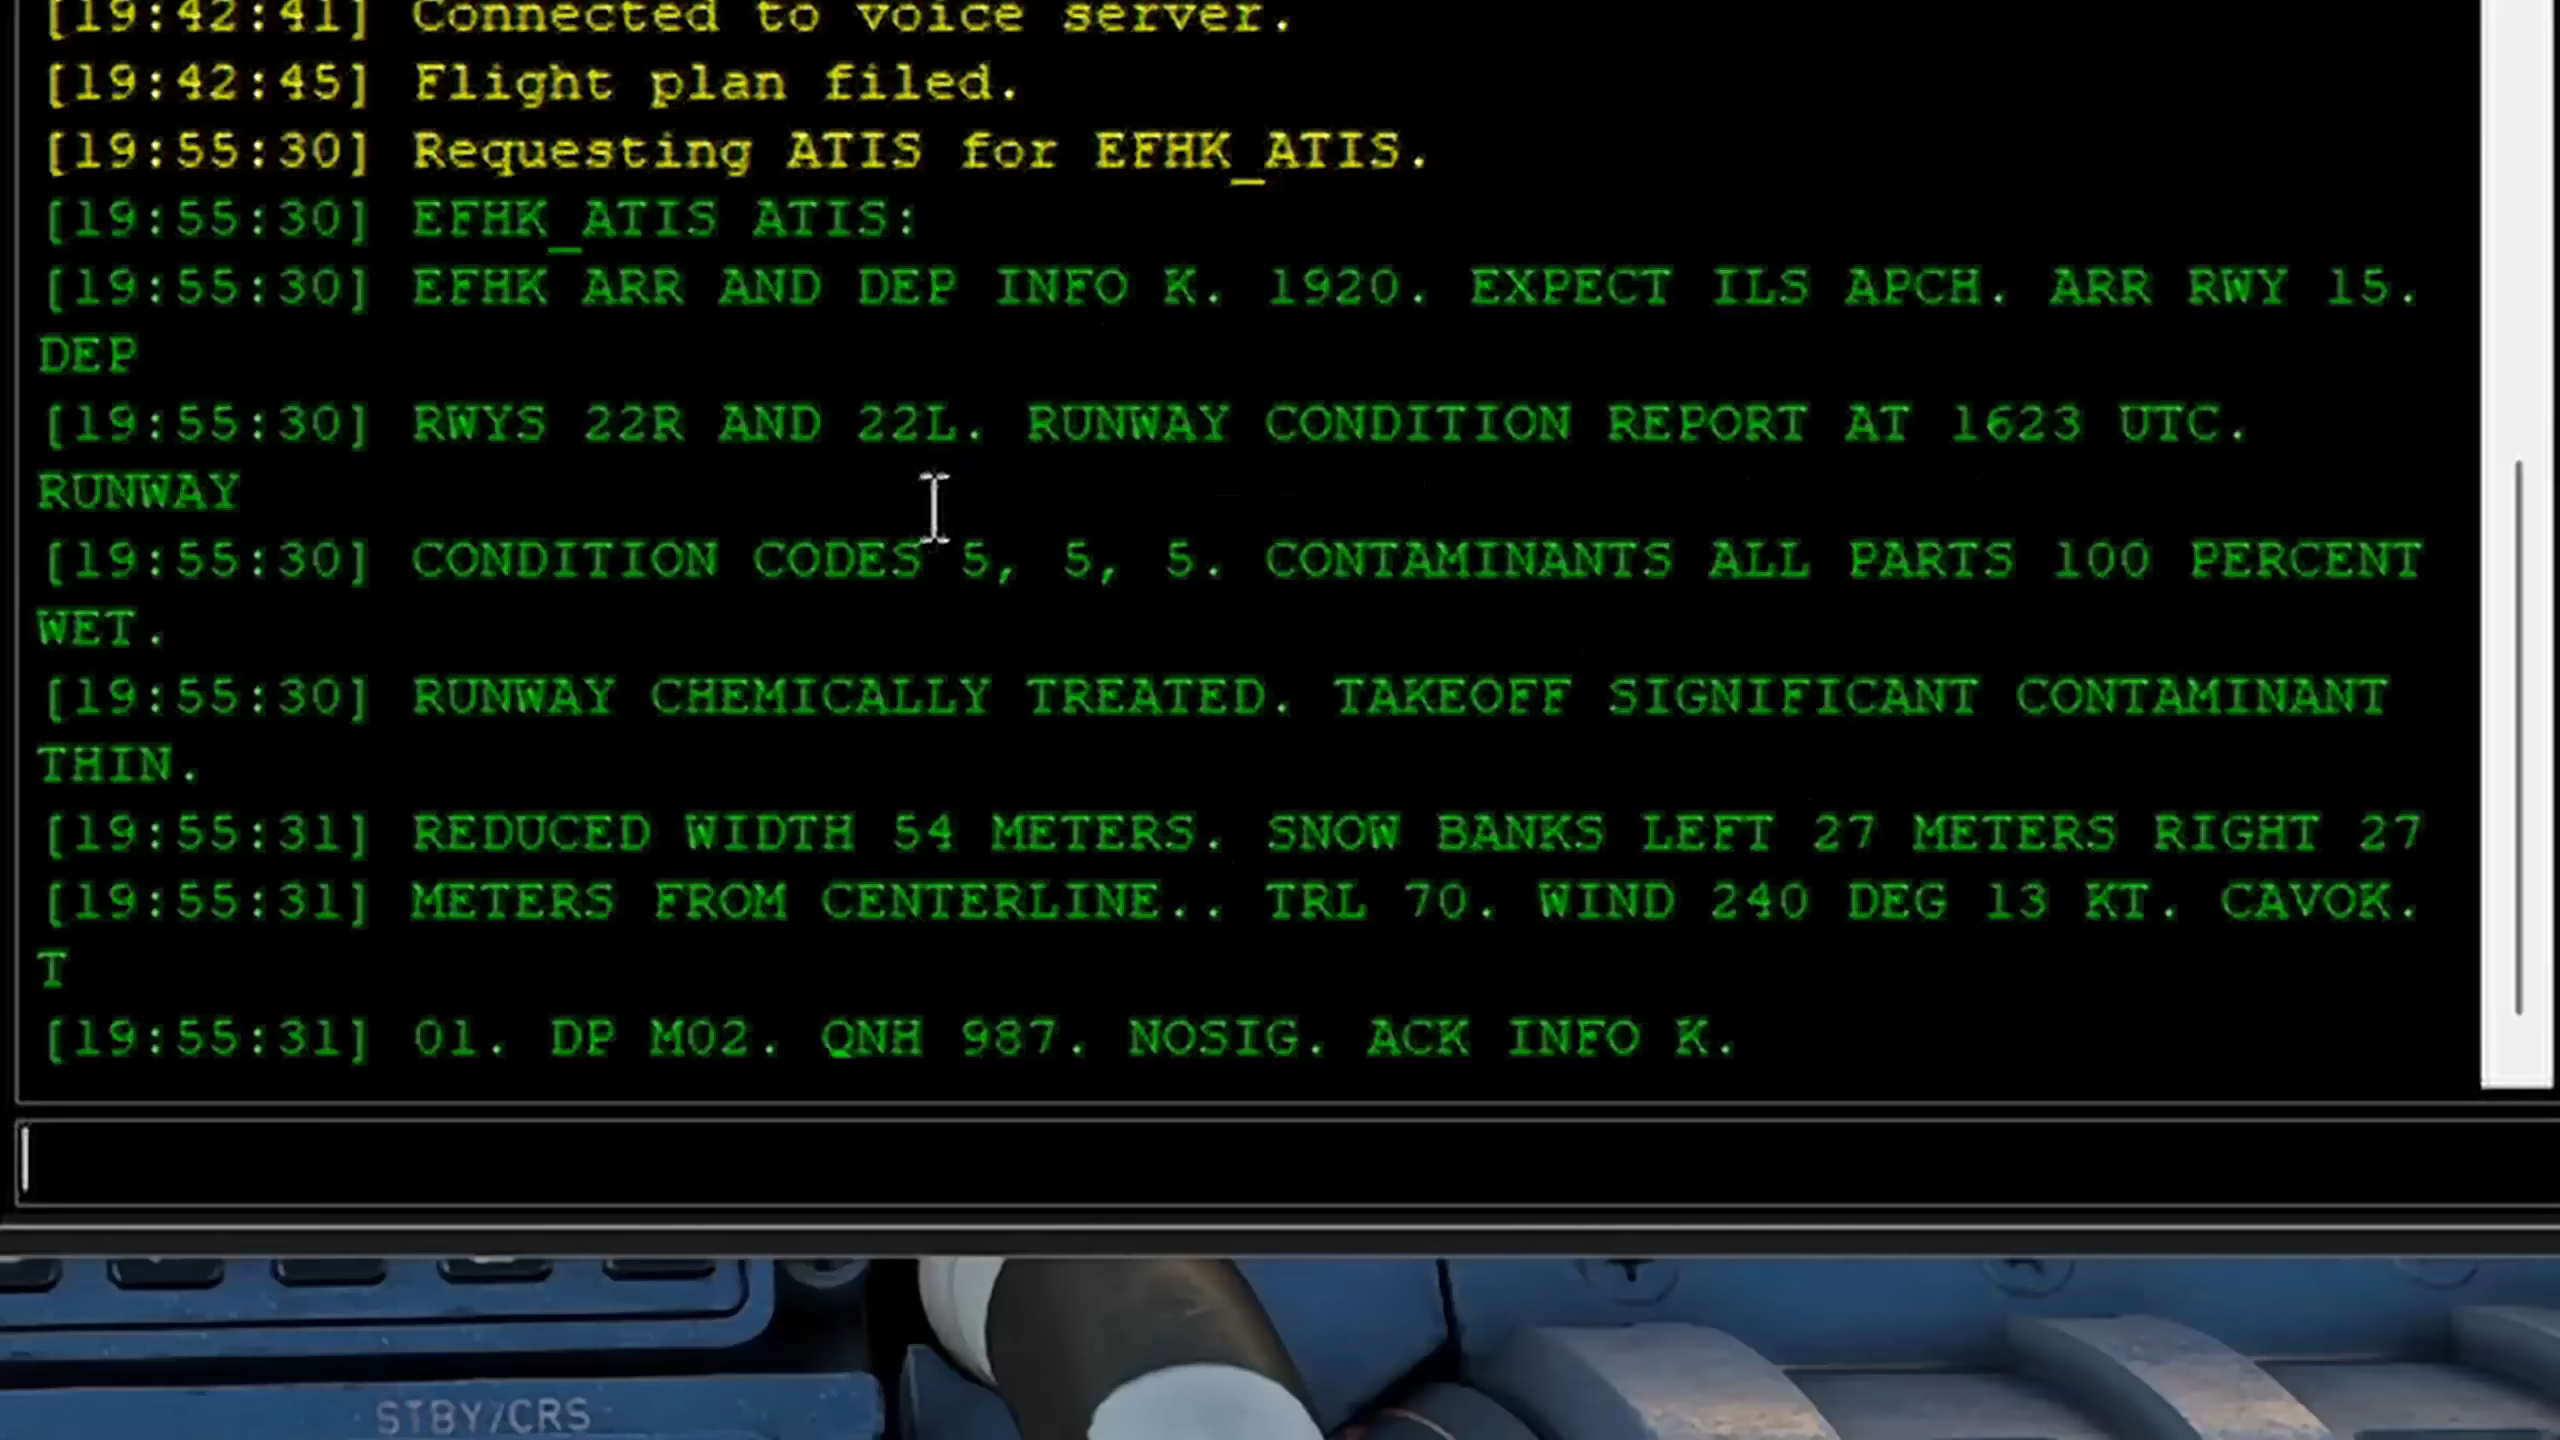 [19:42:41] Connected to voice server.
[19:42:45] Flight plan filed.
[19:55:30] Requesting ATIS for EFHK_ATIS.
[19:55:30] EFHK_ATIS ATIS:
[19:55:30] EFHK ARR AND DEP INFO K. 1920. EXPECT ILS APCH. ARR RWY 15.
DEP
[19:55:30] RWYS 22R AND 22L. RUNWAY CONDITION REPORT AT 1623 UTC.
RUNWAY
[19:55:30] CONDITION CODES 5, 5, 5. CONTAMINANTS ALL PARTS 100 PERCENT
WET.
[19:55:30] RUNWAY CHEMICALLY TREATED. TAKEOFF SIGNIFICANT CONTAMINANT
THIN.
[19:55:31] REDUCED WIDTH 54 METERS. SNOW BANKS LEFT 27 METERS RIGHT 27
[19:55:31] METERS FROM CENTERLINE.. TRL 70. WIND 240 DEG 13 KT. CAVOK.
T
[19:55:31] 01. DP M02. QNH 987. NOSIG. ACK INFO K.
STBY/CRS